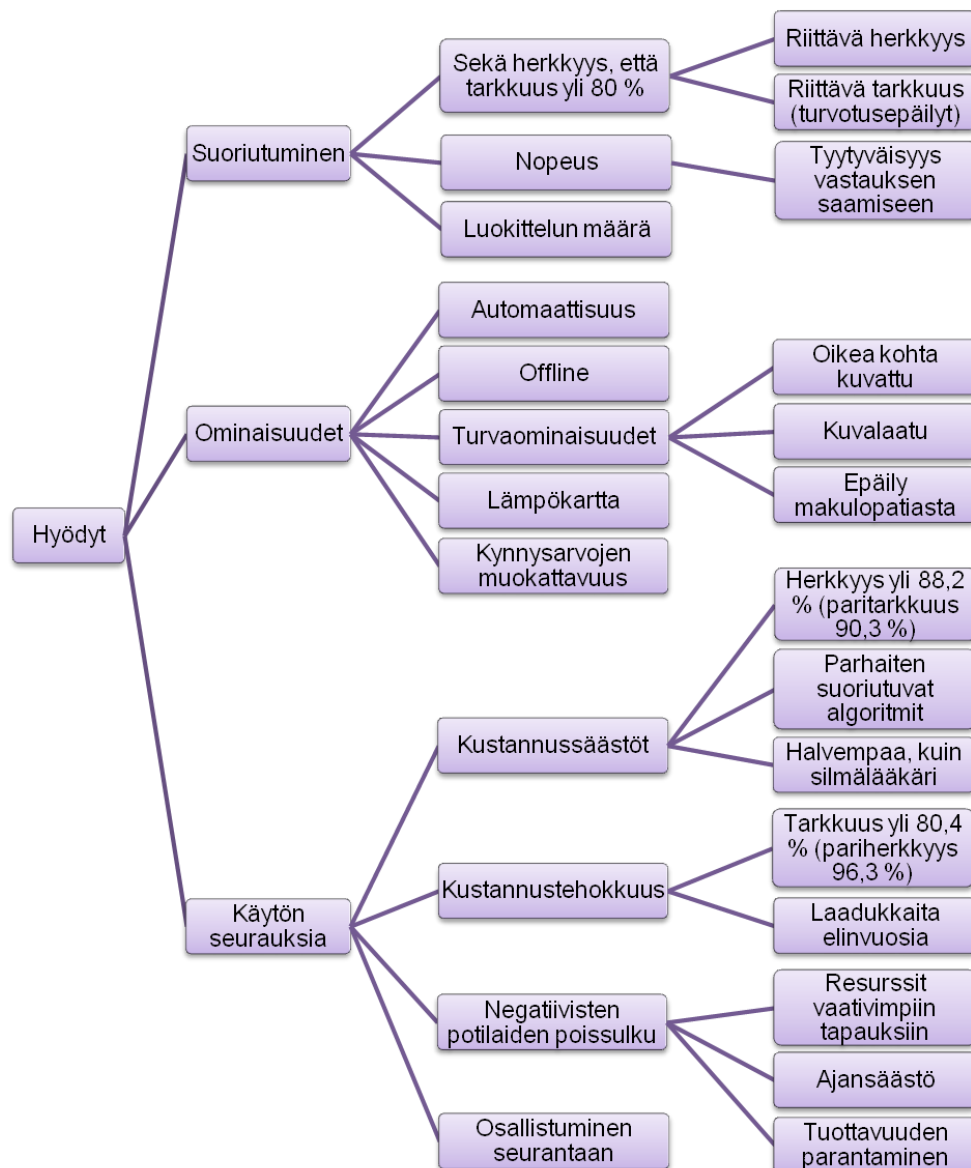 Hyödyt
Suoriutuminen
Sekä herkkyys, että
tarkkuus yli 80 %
Riittävä herkkyys
Riittävä tarkkuus
(turvotusepäilyt)
Nopeus
Tyytyväisyys
vastauksen
saamiseen
Luokittelun määrä
Ominaisuudet
Automaattisuus
Offline
Turvaominaisuudet
Oikea kohta
kuvattu
Kuvalaatu
Epäily
makulopatiasta
Lämpökartta
Kynnysarvojen
muokattavuus
Käytön
seurauksia
Kustannussäästöt
Herkkyys yli 88,2
% (paritarkkuus
90,3 %)
Parhaiten
suoriutuvat
algoritmit
Halvempaa, kuin
silmälääkäri
Kustannustehokkuus
Tarkkuus yli 80,4
% (pariherkkyys
96,3 %)
Laadukkaita
elinvuosia
Negatiivisten
potilaiden poissulku
Resurssit
vaativimpiin
tapauksiin
Ajansäästö
Tuottavuuden
parantaminen
Osallistuminen
seurantaan